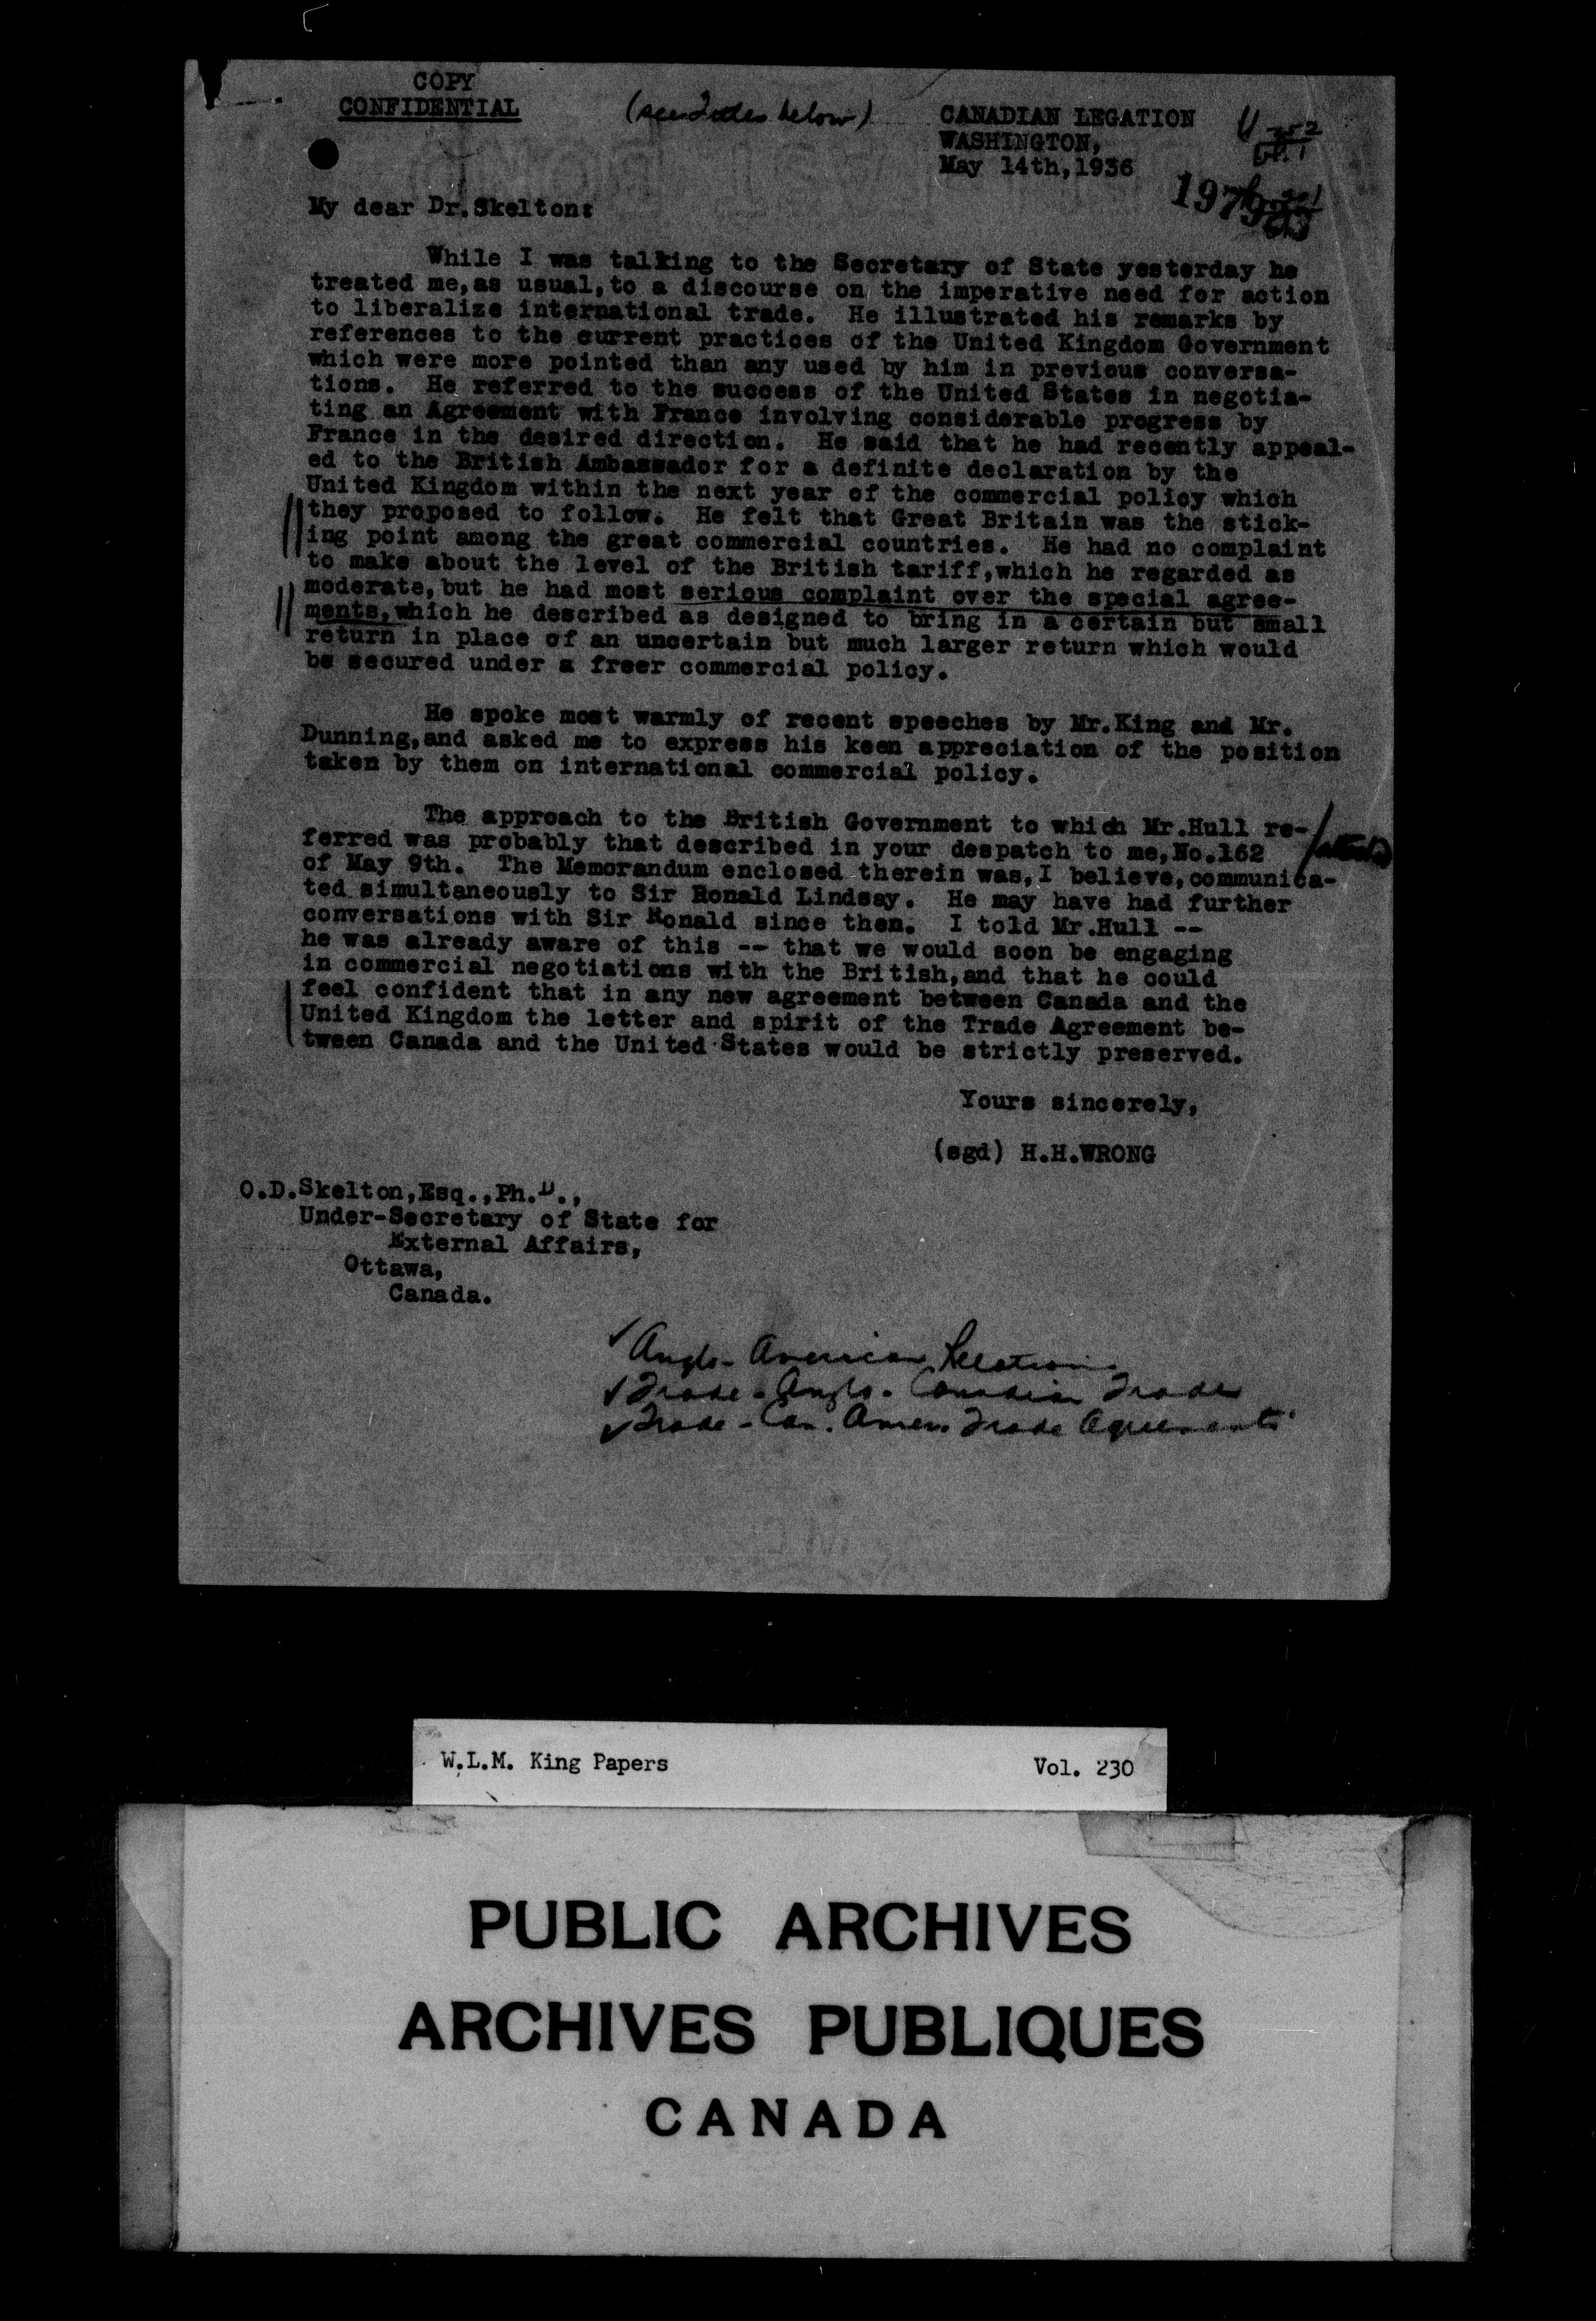 COPY
CONFIDENTIAL
(see Index below)
CANADIAN LEGATION
WASHINGTON,
May 14th,1936
My dear Dr.Skelton:
While I was talking to the Secretary of State yesterday he
treated me,as usual,to a discourse on the imperative need for action
to liberalize international trade. He illustrated his remarks by
references to the current practices of the United Kingdom Government
which were more pointed than any used by him in previous conversa-
tions. He referred to the success of the United States in negotia-
ting an Agreement with France involving considerable progress by
France in the desired direction. He said that he had recently appeal-
ed to the British Ambassador for a definite declaration by the
United Kingdom within the next year of the commercial policy which
they proposed to follow. He felt that Great Britain was the stick-
ing point among the great commercial countries. He had no complaint
to make about the level of the British tariff,which he regarded as
moderate,but he had most serious complaint over the special agree-
ments,which he described as designed to bring in a certain but small
return in place of an uncertain but much larger return which would
be secured under a freer commercial policy.
He spoke most warmly of recent speeches by Mr.King and Mr.
Dunning,and asked me to express his keen appreciation of the position
taken by them on international commercial policy.
The approach to the British Government to which Mr.Hull re-
ferred was probably that described in your despatch to me,No.162
of May 9th. The Memorandum enclosed therein was,I believe,communica-
ted simultaneously to Sir Ronald Lindsay. He may have had further
conversations with Sir Ronald since then. I told Mr.Hull --
he was already aware of this -- that we would soon be engaging
in commercial negotiations with the British,and that he could
feel confident that in any new agreement between Canada and the
United Kingdom the letter and spirit of the Trade Agreement be-
tween Canada and the United States would be strictly preserved.
Yours sincerely,
(sgd) H.H.WRONG
O.D.Skelton,Esq.,Ph.D.,
Under-Secretary of State for
External Affairs,
Ottawa,
Canada.
Anglo-American Relations
Trade - Anglo-Canadian Trade
Trade - Can. Amer. Trade Agreements
W.L.M. King Papers Vol. 230
PUBLIC ARCHIVES
ARCHIVES PUBLIQUES
CANADA